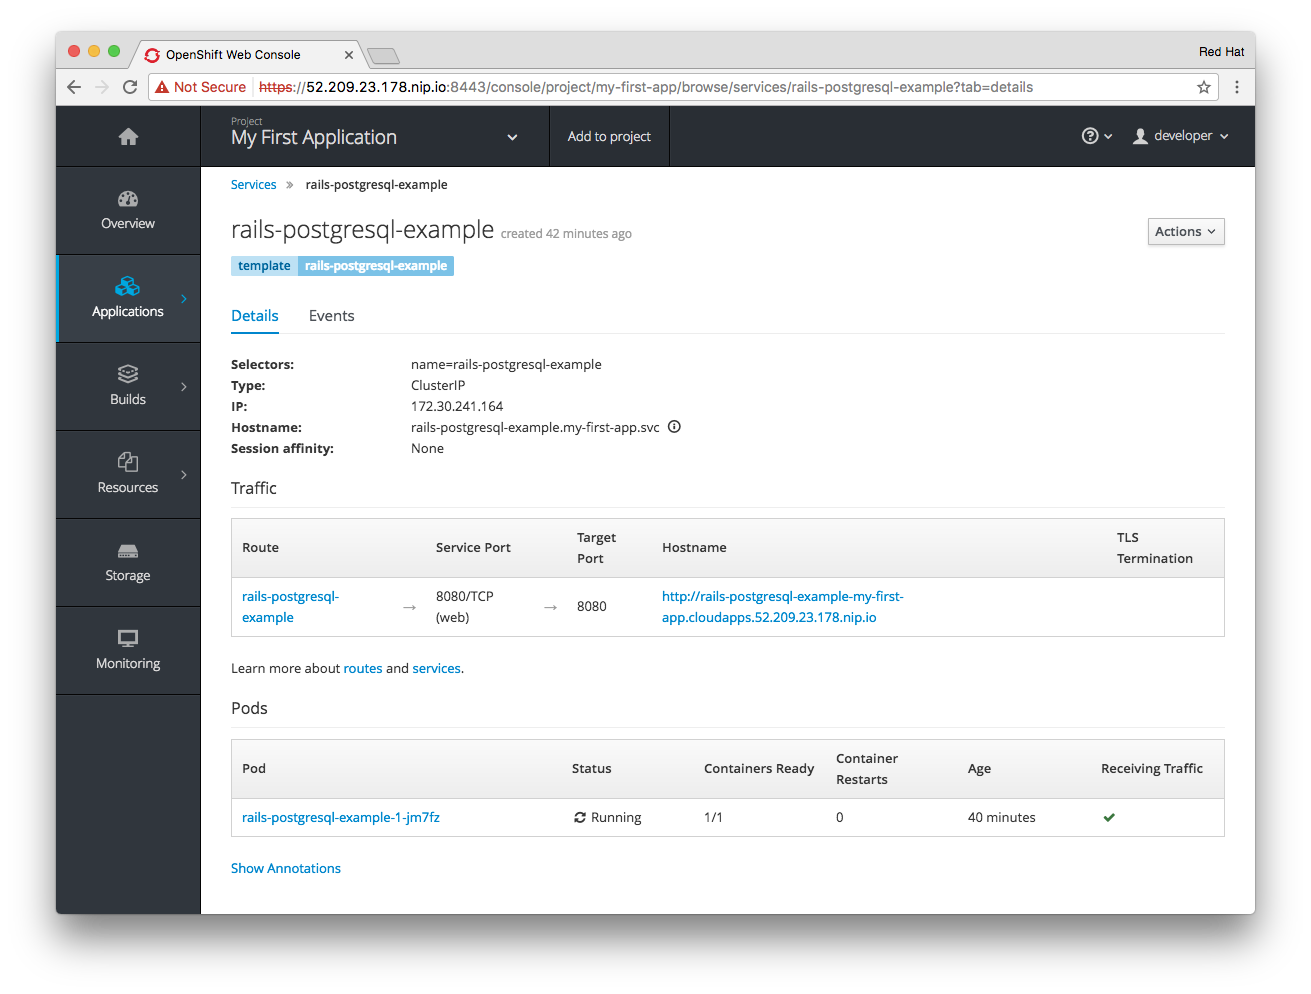 OpenShift Web Console
Red Hat
Not Secure https://52.209.23.178.nip.io:8443/console/project/my-first-app/browse/services/rails-postgresql-example?tab=details
Project
My First Application
Add to project
developer
Overview
Applications
Builds
Resources
Storage
Monitoring
Services » rails-postgresql-example
rails-postgresql-example created 42 minutes ago
Actions
template rails-postgresql-example
Details Events
Selectors: name=rails-postgresql-example
Type: ClusterIP
IP: 172.30.241.164
Hostname: rails-postgresql-example.my-first-app.svc
Session affinity: None
Traffic
Route Service Port Target Port Hostname TLS Termination
rails-postgresql-example → 8080/TCP (web) → 8080 http://rails-postgresql-example-my-first-app.cloudapps.52.209.23.178.nip.io
Learn more about routes and services.
Pods
Pod Status Containers Ready Container Restarts Age Receiving Traffic
rails-postgresql-example-1-jm7fz Running 1/1 0 40 minutes
Show Annotations